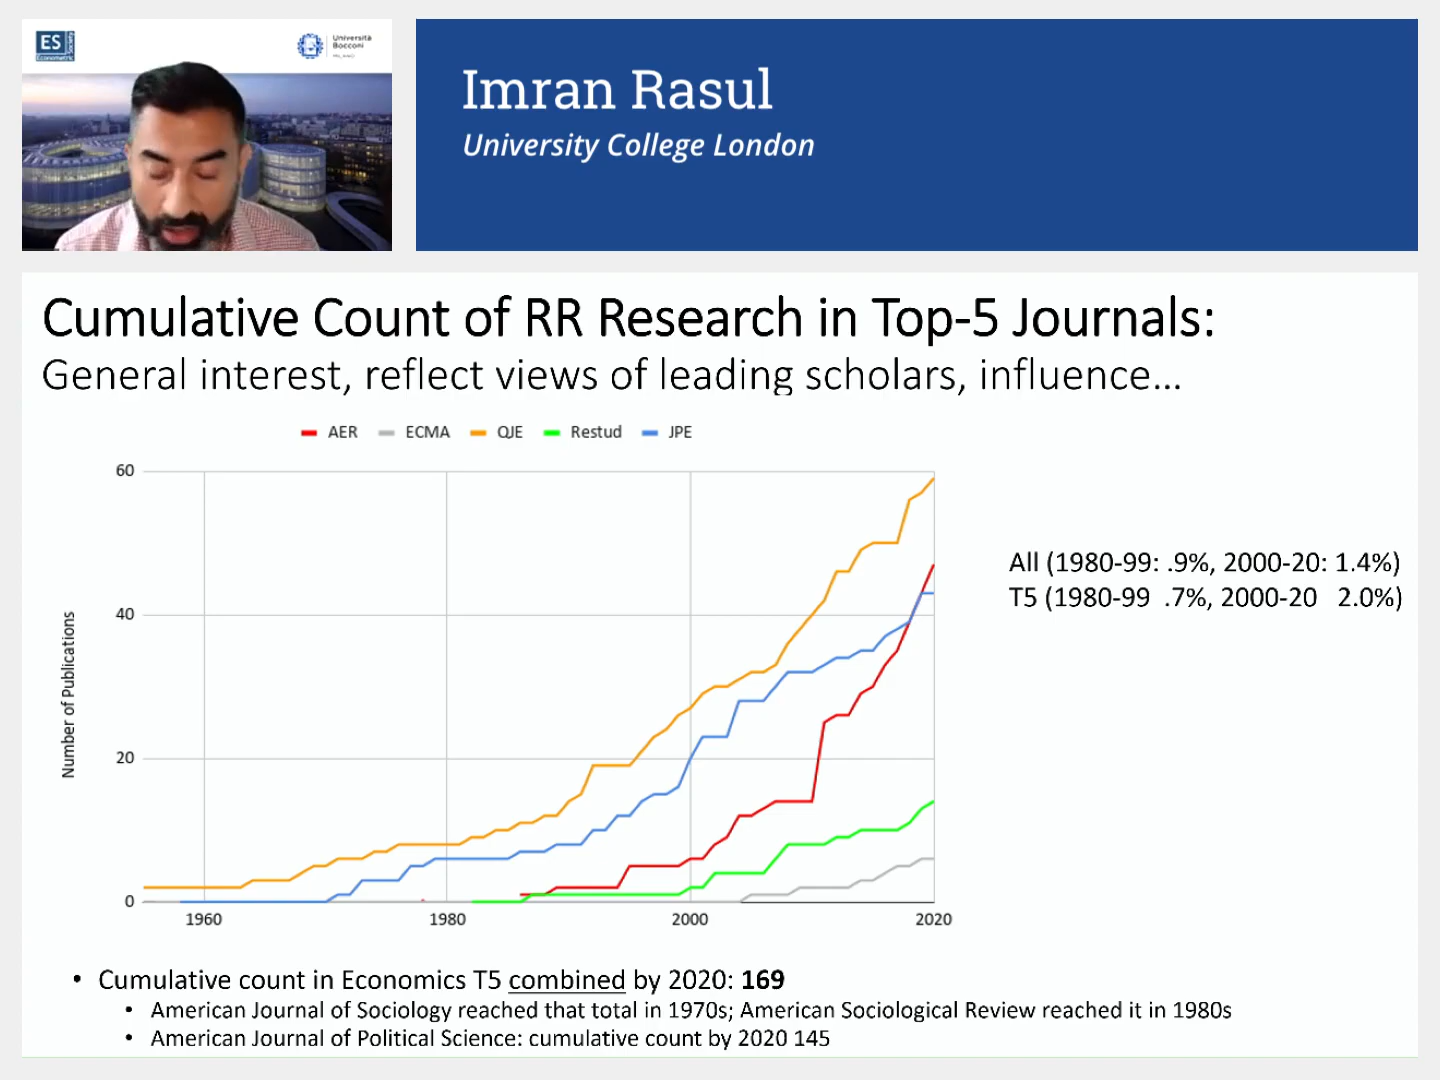 ES
Econometric
Society
Università
Bocconi
MILANO
Imran Rasul
University College London
Cumulative Count of RR Research in Top-5 Journals:
General interest, reflect views of leading scholars, influence...
AER ECMA QJE Restud JPE
60
40
20
0
Number of Publications
1960 1980 2000 2020
All (1980-99: .9%, 2000-20: 1.4%)
T5 (1980-99 .7%, 2000-20 2.0%)
• Cumulative count in Economics T5 combined by 2020: 169
• American Journal of Sociology reached that total in 1970s; American Sociological Review reached it in 1980s
• American Journal of Political Science: cumulative count by 2020 145